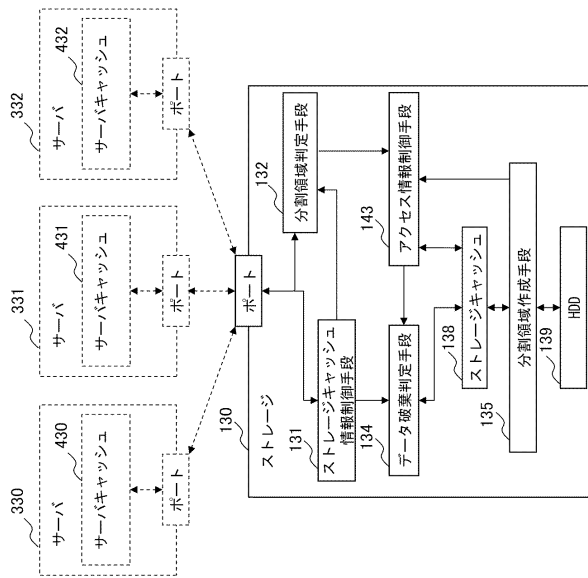 330
サーバ
430
サーバキャッシュ
ポート
331
サーバ
431
サーバキャッシュ
ポート
332
サーバ
432
サーバキャッシュ
ポート
130
ストレージ
ポート
131
ストレージキャッシュ
情報制御手段
132
分割領域判定手段
134
データ破棄判定手段
143
アクセス情報制御手段
138
ストレージキャッシュ
135
分割領域作成手段
139
HDD